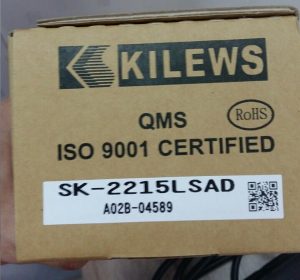 KILEWS
QMS
RoHS
ISO 9001 CERTIFIED
SK-2215LSAD
A02B-04589